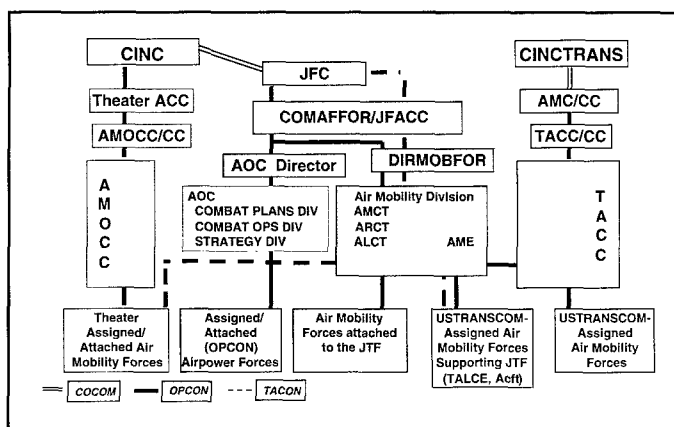 CINC
JFC
CINCTRANS
Theater ACC
COMAFFOR/JFACC
AMC/CC
AMOCC/CC
TACC/CC
AOC Director
DIRMOBFOR
A
M
O
C
C
AOC
COMBAT PLANS DIV
COMBAT OPS DIV
STRATEGY DIV
Air Mobility Division
AMCT
ARCT
ALCT AME
T
A
C
C
Theater
Assigned/
Attached Air
Mobility Forces
Assigned/
Attached
(OPCON)
Airpower Forces
Air Mobility
Forces attached
to the JTF
USTRANSCOM-
Assigned Air
Mobility Forces
Supporting JTF
(TALCE, Acft)
USTRANSCOM-
Assigned
Air Mobility
Forces
COCOM OPCON TACON